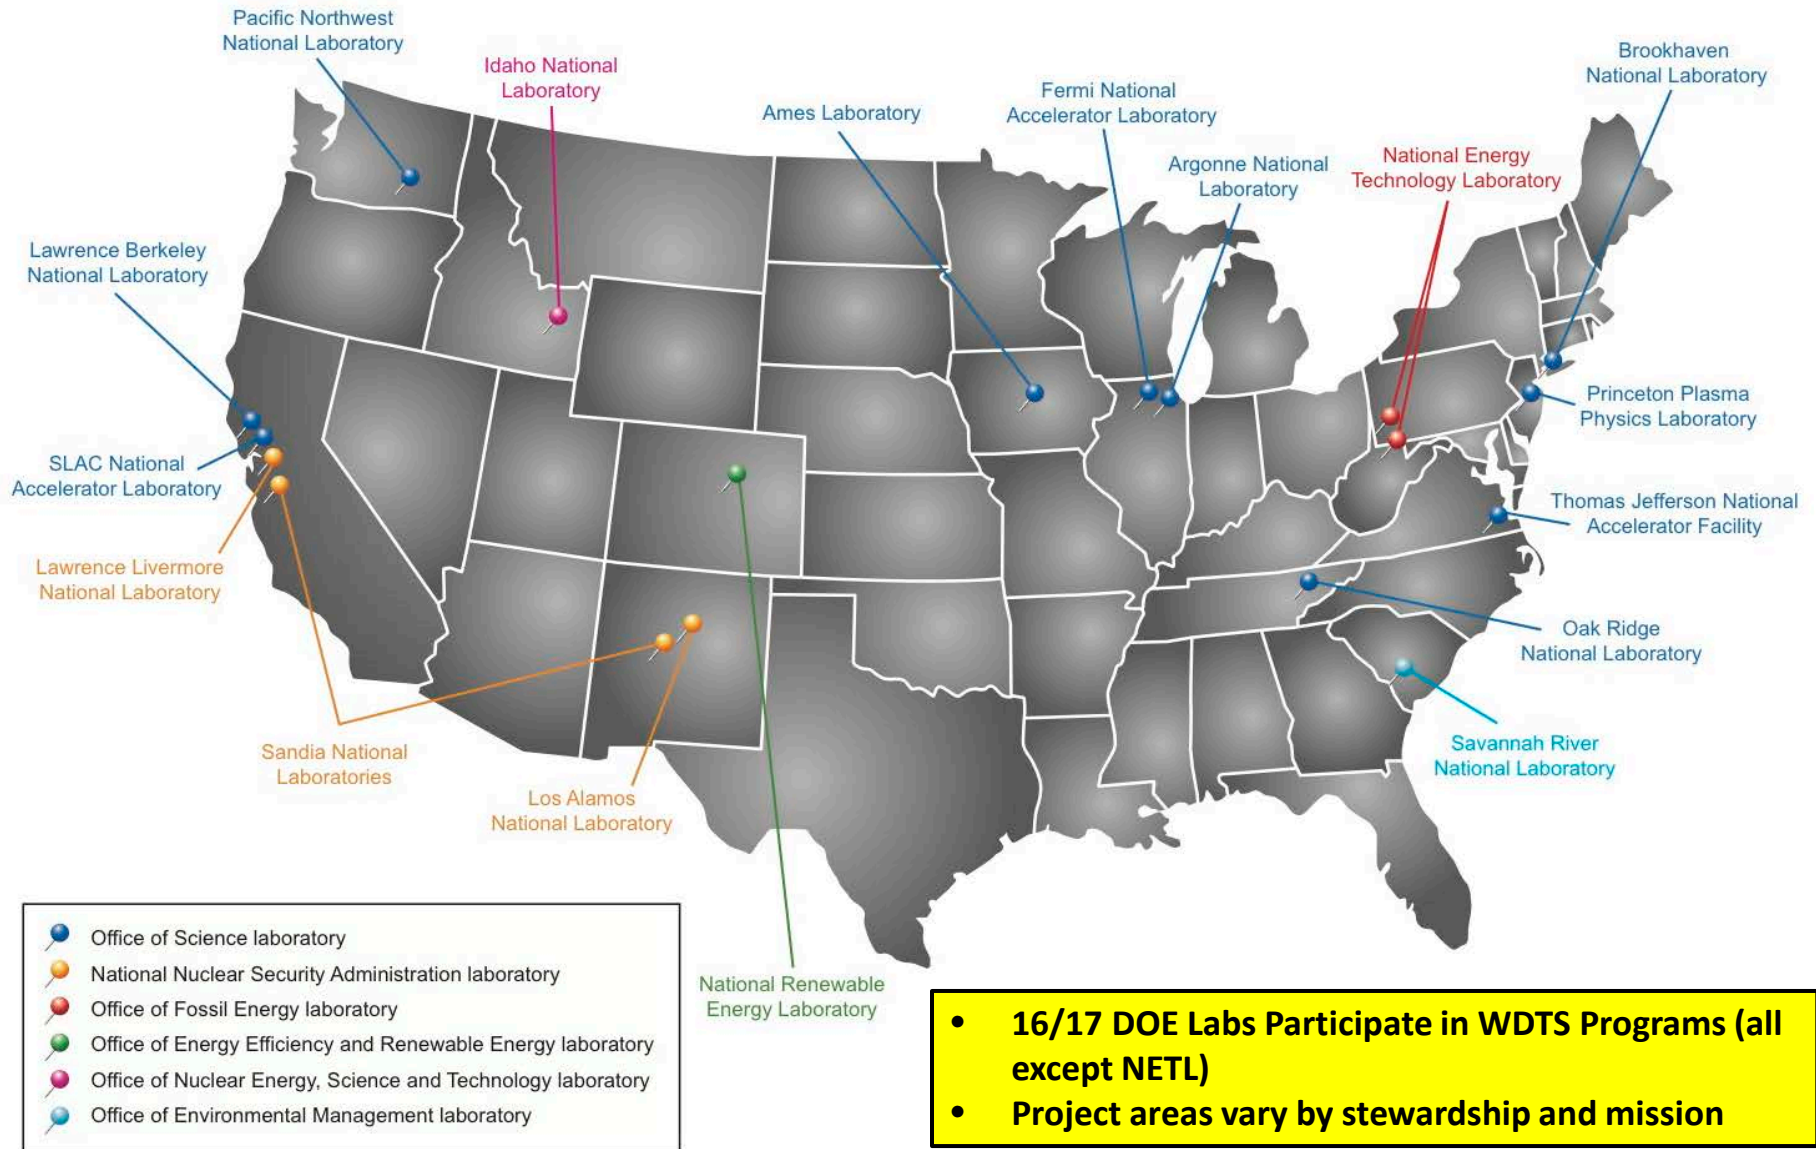 Pacific Northwest
National Laboratory
Idaho National
Laboratory
Ames Laboratory
Fermi National
Accelerator Laboratory
Argonne National
Laboratory
National Energy
Technology Laboratory
Brookhaven
National Laboratory
Lawrence Berkeley
National Laboratory
SLAC National
Accelerator Laboratory
Lawrence Livermore
National Laboratory
Sandia National
Laboratories
Los Alamos
National Laboratory
National Renewable
Energy Laboratory
Princeton Plasma
Physics Laboratory
Thomas Jefferson National
Accelerator Facility
Oak Ridge
National Laboratory
Savannah River
National Laboratory
Office of Science laboratory
National Nuclear Security Administration laboratory
Office of Fossil Energy laboratory
Office of Energy Efficiency and Renewable Energy laboratory
Office of Nuclear Energy, Science and Technology laboratory
Office of Environmental Management laboratory
• 16/17 DOE Labs Participate in WDTS Programs (all
except NETL)
• Project areas vary by stewardship and mission